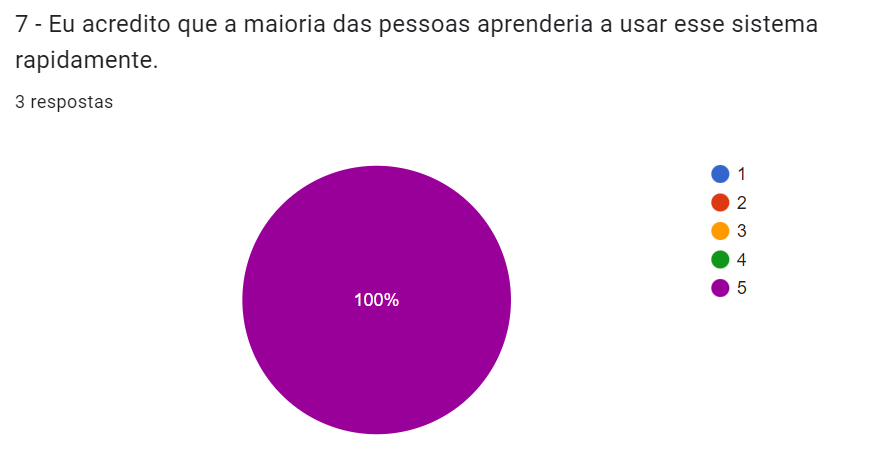 7 - Eu acredito que a maioria das pessoas aprenderia a usar esse sistema
rapidamente.
3 respostas
100%
1
2
3
4
5